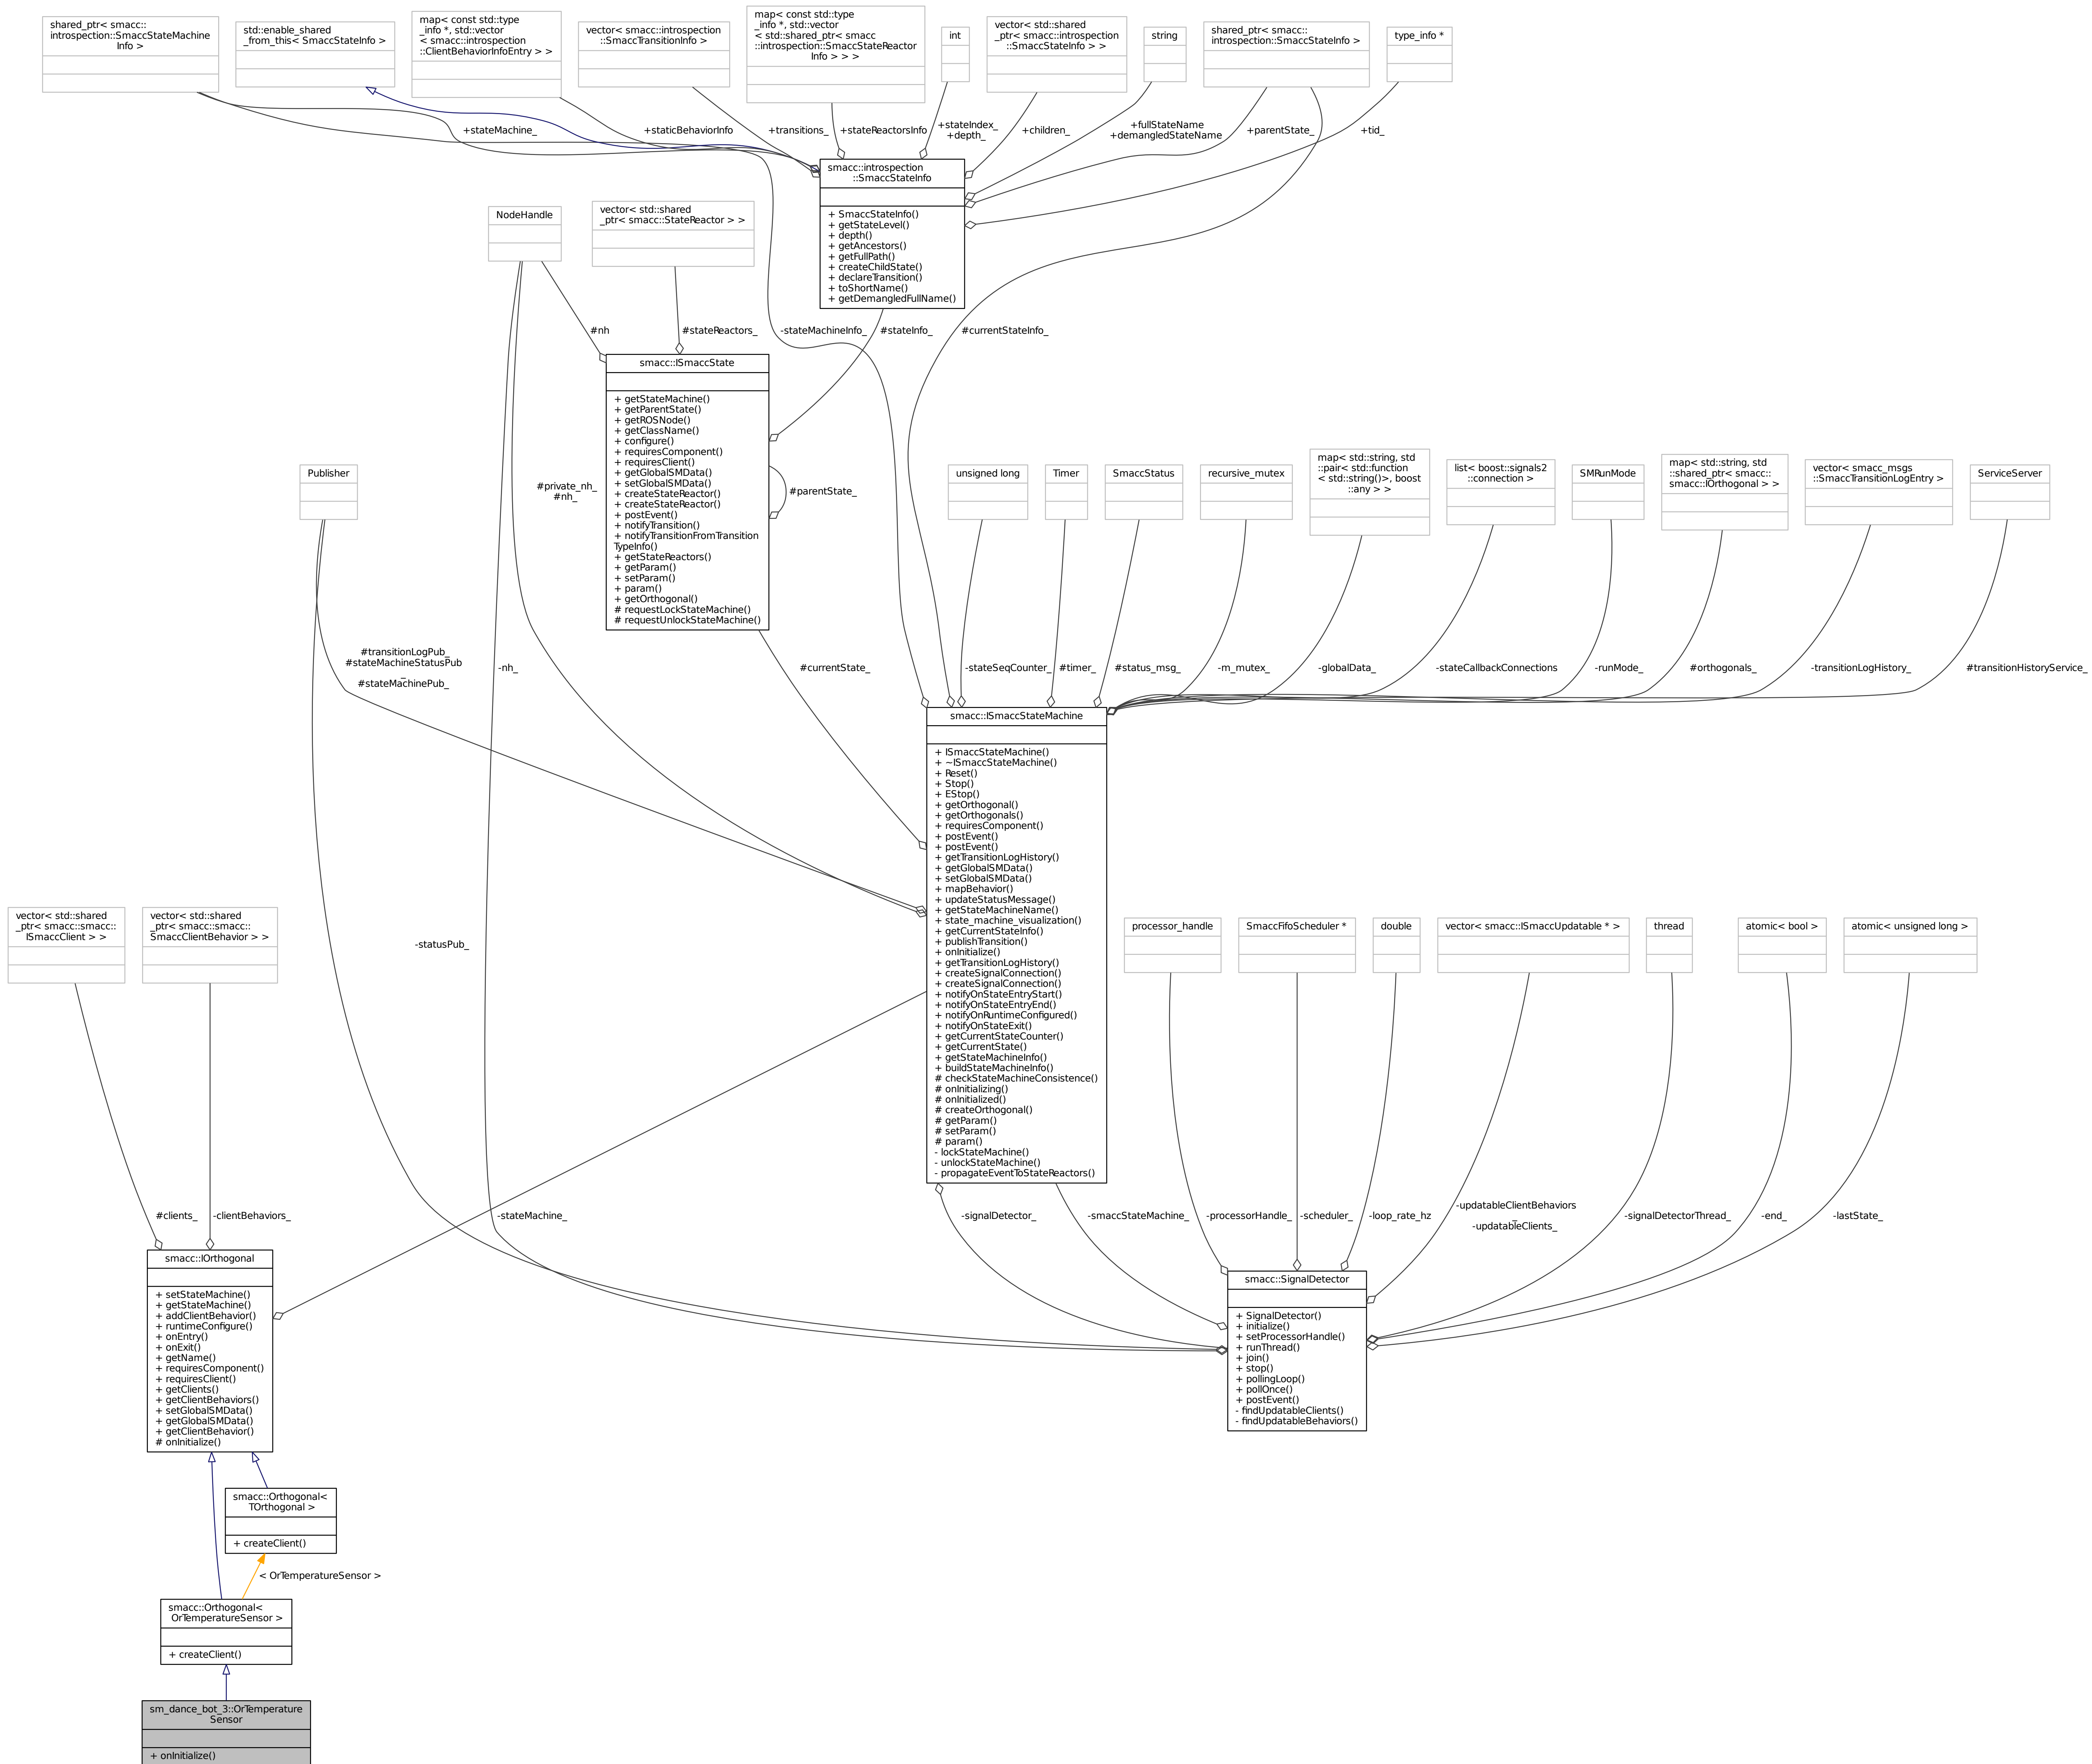 shared_ptr< smacc::
introspection::SmaccStateMachine
Info >
std::enable_shared
_from_this< SmaccStateInfo >
map< const std::type
_info *, std::vector
< smacc::introspection
::ClientBehaviorInfoEntry > >
vector< smacc::introspection
::SmaccTransitionInfo >
map< const std::type
_info *, std::vector
< std::shared_ptr< smacc
::introspection::SmaccStateReactor
Info > > >
int
vector< std::shared
_ptr< smacc::introspection
::SmaccStateInfo > >
string
shared_ptr< smacc::
introspection::SmaccStateInfo >
type_info *
+stateMachine_
+staticBehaviorInfo
+transitions_
+stateReactorsInfo
+stateIndex_
+depth_
+children_
+fullStateName
+demangledStateName
+parentState_
+tid_
smacc::introspection
::SmaccStateInfo
+ SmaccStateInfo()
+ getStateLevel()
+ depth()
+ getAncestors()
+ getFullPath()
+ createChildState()
+ declareTransition()
+ toShortName()
+ getDemangledFullName()
NodeHandle
vector< std::shared
_ptr< smacc::StateReactor > >
#nh
#stateReactors_
-stateMachineInfo_
#stateInfo_
#currentStateInfo_
smacc::ISmaccState
+ getStateMachine()
+ getParentState()
+ getROSNode()
+ getClassName()
+ configure()
+ requiresComponent()
+ requiresClient()
+ getGlobalSMData()
+ setGlobalSMData()
+ createStateReactor()
+ createStateReactor()
+ postEvent()
+ notifyTransition()
+ notifyTransitionFromTransition
TypeInfo()
+ getStateReactors()
+ getParam()
+ setParam()
+ param()
+ getOrthogonal()
# requestLockStateMachine()
# requestUnlockStateMachine()
#parentState_
#private_nh_
#nh_
Publisher
unsigned long
Timer
SmaccStatus
recursive_mutex
map< std::string, std
::pair< std::function
< std::string()>, boost
::any > >
list< boost::signals2
::connection >
SMRunMode
map< std::string, std
::shared_ptr< smacc::
smacc::IOrthogonal > >
vector< smacc_msgs
::SmaccTransitionLogEntry >
ServiceServer
#transitionLogPub_
#stateMachineStatusPub
_
#stateMachinePub_
-nh_
#currentState_
-stateSeqCounter_
#timer_
#status_msg_
-m_mutex_
-globalData_
-stateCallbackConnections
-runMode_
#orthogonals_
-transitionLogHistory_
#transitionHistoryService_
smacc::ISmaccStateMachine
+ ISmaccStateMachine()
+ ~ISmaccStateMachine()
+ Reset()
+ Stop()
+ EStop()
+ getOrthogonal()
+ getOrthogonals()
+ requiresComponent()
+ postEvent()
+ postEvent()
+ getTransitionLogHistory()
+ getGlobalSMData()
+ setGlobalSMData()
+ mapBehavior()
+ updateStatusMessage()
+ getStateMachineName()
+ state_machine_visualization()
+ getCurrentStateInfo()
+ publishTransition()
+ onInitialize()
+ getTransitionLogHistory()
+ createSignalConnection()
+ createSignalConnection()
+ notifyOnStateEntryStart()
+ notifyOnStateEntryEnd()
+ notifyOnRuntimeConfigured()
+ notifyOnStateExit()
+ getCurrentStateCounter()
+ getCurrentState()
+ getStateMachineInfo()
+ buildStateMachineInfo()
# checkStateMachineConsistence()
# onInitializing()
# onInitialized()
# createOrthogonal()
# getParam()
# setParam()
# param()
- lockStateMachine()
- unlockStateMachine()
- propagateEventToStateReactors()
vector< std::shared
_ptr< smacc::smacc::
ISmaccClient > >
vector< std::shared
_ptr< smacc::smacc::
SmaccClientBehavior > >
-statusPub_
processor_handle
SmaccFifoScheduler *
double
vector< smacc::ISmaccUpdatable * >
thread
atomic< bool >
atomic< unsigned long >
#clients_
-clientBehaviors_
-stateMachine_
-signalDetector_
-smaccStateMachine_
-processorHandle_
-scheduler_
-loop_rate_hz
-updatableClientBehaviors
_
-updatableClients_
-signalDetectorThread_
-end_
-lastState_
smacc::IOrthogonal
+ setStateMachine()
+ getStateMachine()
+ addClientBehavior()
+ runtimeConfigure()
+ onEntry()
+ onExit()
+ getName()
+ requiresComponent()
+ requiresClient()
+ getClients()
+ getClientBehaviors()
+ setGlobalSMData()
+ getGlobalSMData()
+ getClientBehavior()
# onInitialize()
smacc::SignalDetector
+ SignalDetector()
+ initialize()
+ setProcessorHandle()
+ runThread()
+ join()
+ stop()
+ pollingLoop()
+ pollOnce()
+ postEvent()
- findUpdatableClients()
- findUpdatableBehaviors()
smacc::Orthogonal<
TOrthogonal >
+ createClient()
< OrTemperatureSensor >
smacc::Orthogonal<
OrTemperatureSensor >
+ createClient()
sm_dance_bot_3::OrTemperature
Sensor
+ onInitialize()